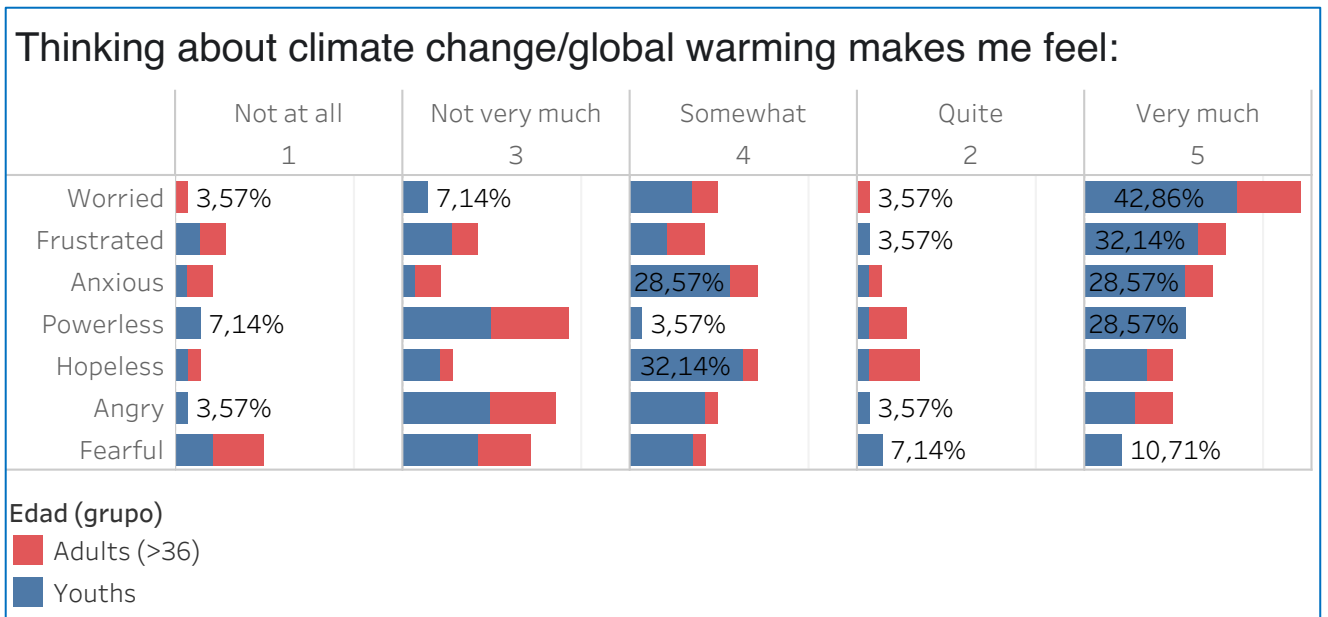 Thinking about climate change/global warming makes me feel:
Not at all Not very much Somewhat Quite Very much
1 3 4 2 5
Worried 3,57% 7,14% 3,57% 42,86%
Frustrated 3,57% 32,14%
Anxious 28,57% 28,57%
Powerless 7,14% 3,57% 28,57%
Hopeless 32,14%
Angry 3,57% 3,57%
Fearful 7,14% 10,71%
Edad (grupo)
Adults (>36)
Youths